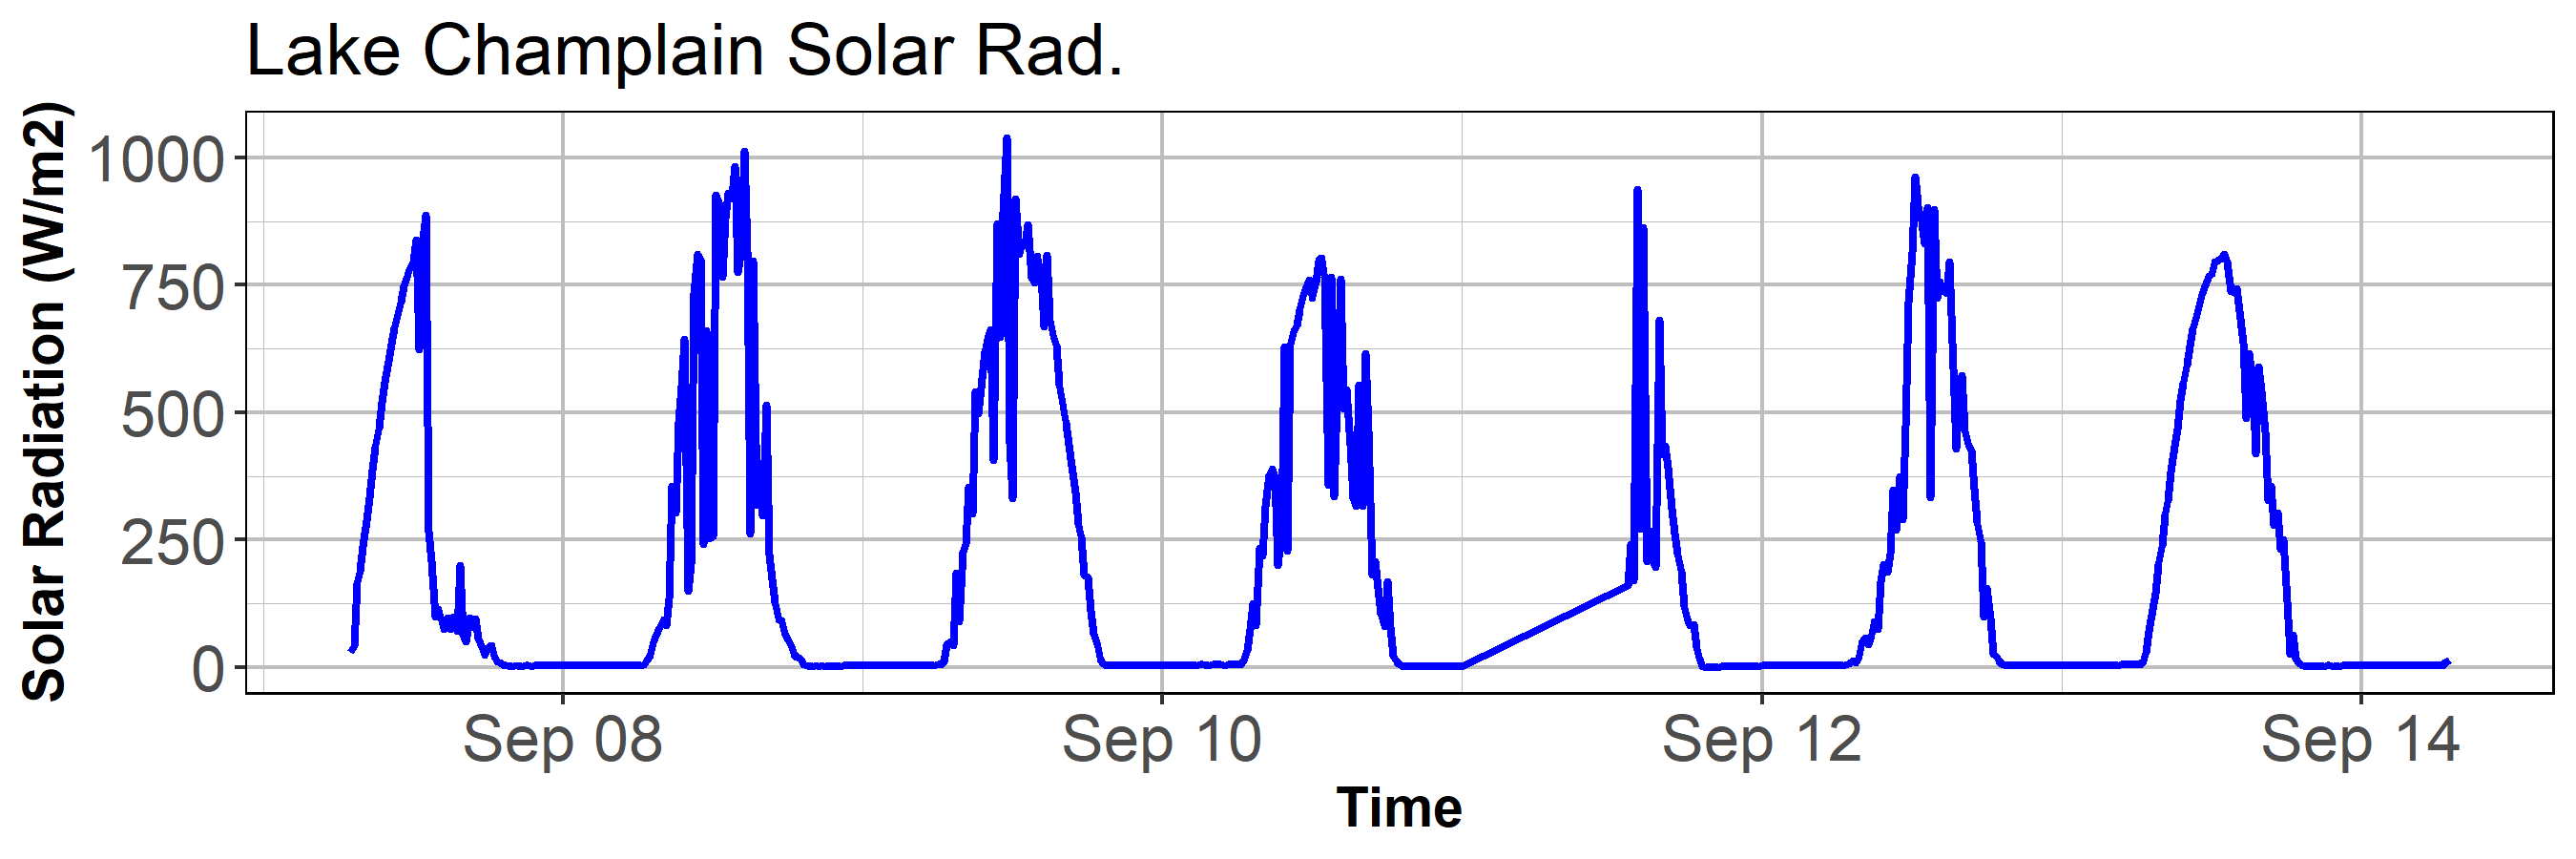 Lake Champlain Solar Rad.
Solar Radiation (W/m2)
1000
750
500
250
0
Sep 08 Sep 10 Sep 12 Sep 14
Time